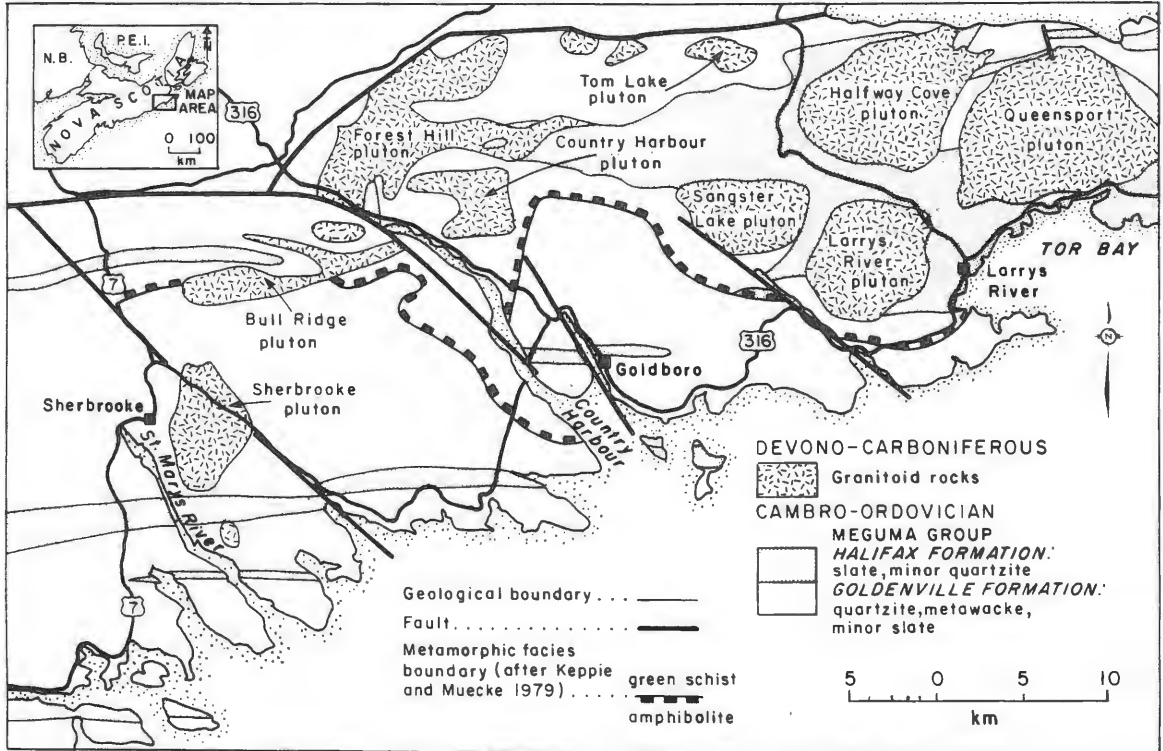 N.B.
P.E.I.
N
NOVA SCOTIA
MAP
AREA
0 100
km
316
Tom Lake
pluton
Halfway Cove
pluton
Queensport
pluton
Forest Hill
pluton
Country Harbour
pluton
Sangster
Lake pluton
Larrys
River
pluton
TOR BAY
Larrys
River
7
Bull Ridge
pluton
316
Goldboro
N
Sherbrooke
pluton
Sherbrooke
Country
Harbour
St. Marys River
7
DEVONO-CARBONIFEROUS
Granitoid rocks
CAMBRO-ORDOVICIAN
MEGUMA GROUP
HALIFAX FORMATION:
slate, minor quartzite
GOLDENVILLE FORMATION:
quartzite, metawacke,
minor slate
Geological boundary . . . .
Fault . . . . . . . . . . . . .
Metamorphic facies
boundary (after Keppie
and Muecke 1979) . . . . .
green schist
amphibolite
5 0 5 10
km